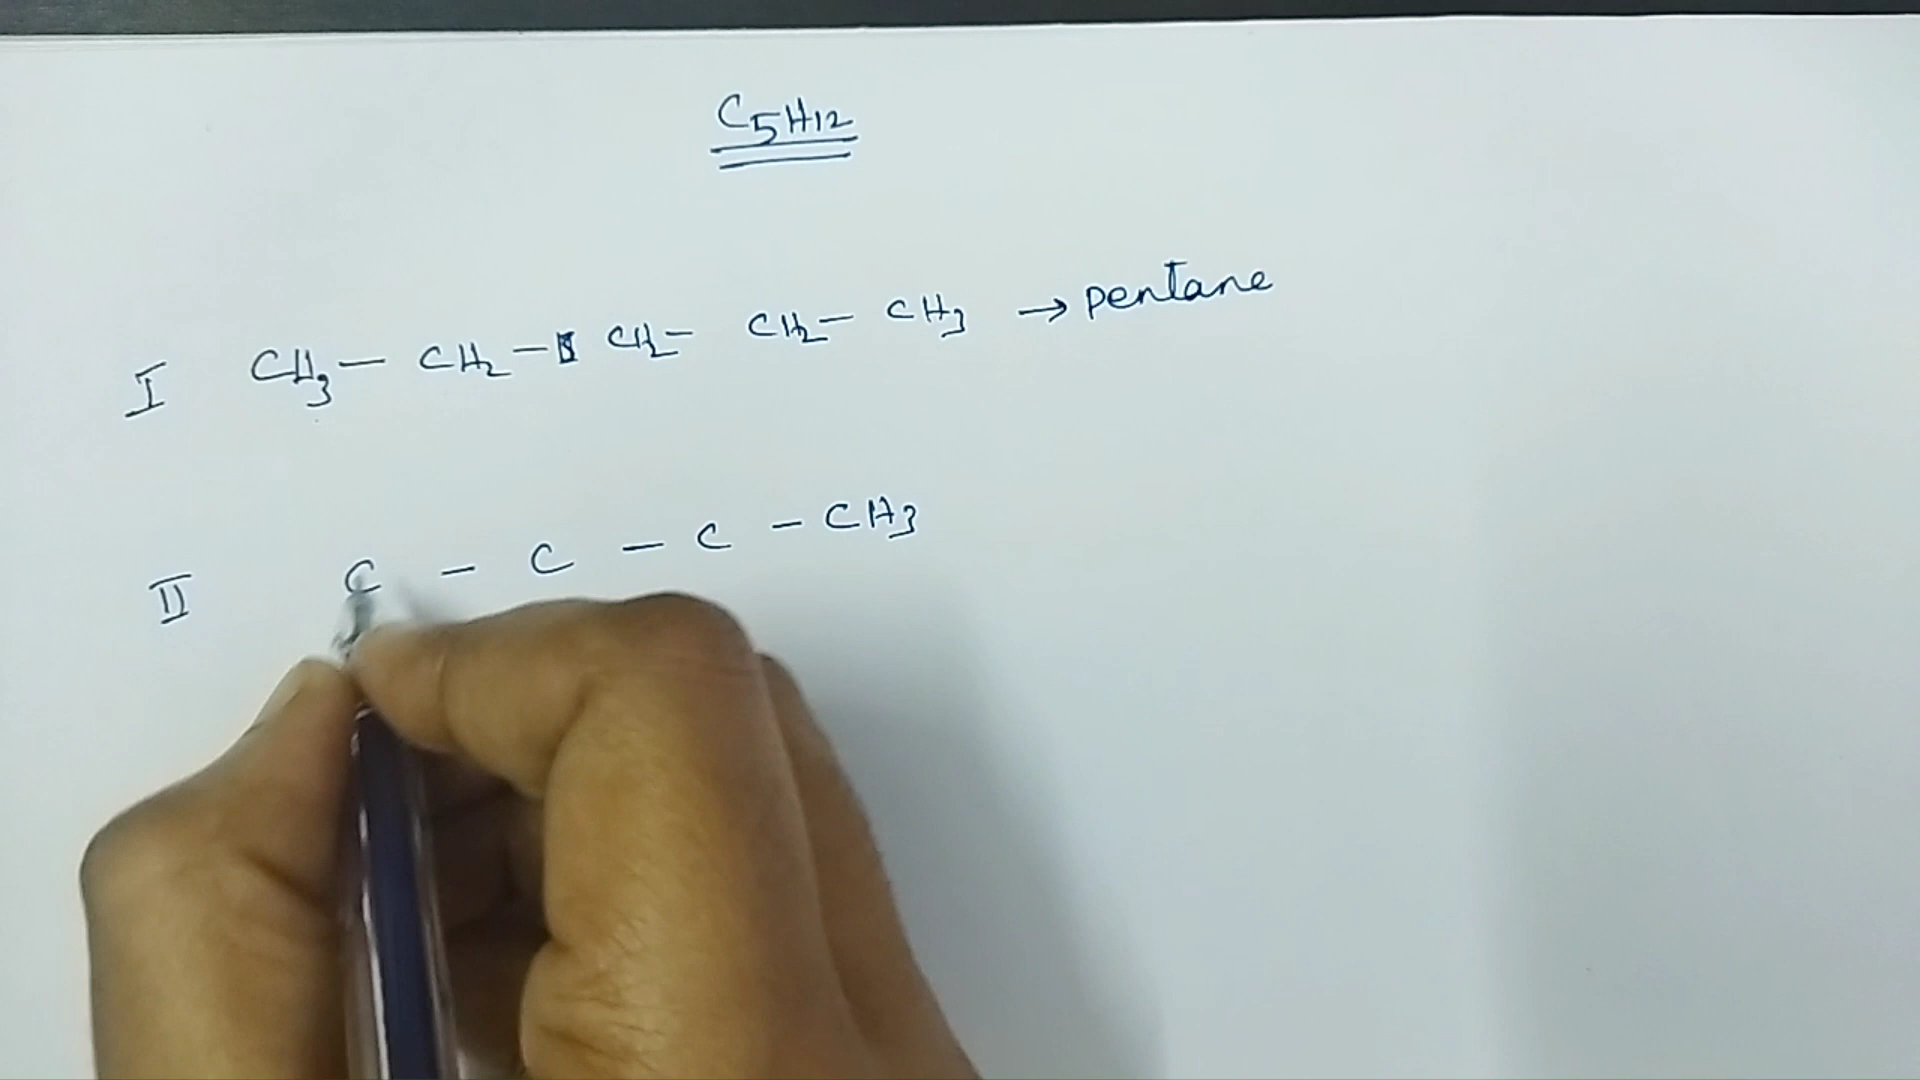 C5H12
I CH3 — CH2 — CH2 — CH2 — CH3 → pentane
II C — C — C — CH3